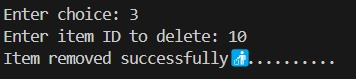 Enter choice: 3
Enter item ID to delete: 10
Item removed successfully🚮..........